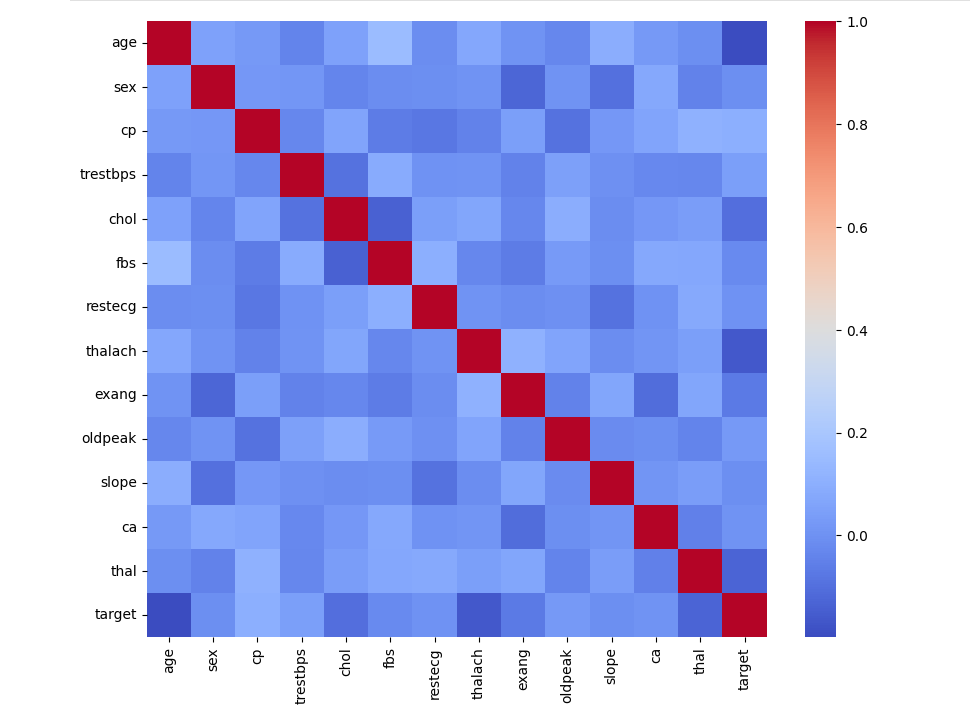 age
sex
cp
trestbps
chol
fbs
restecg
thalach
exang
oldpeak
slope
ca
thal
target
age
sex
cp
trestbps
chol
fbs
restecg
thalach
exang
oldpeak
slope
ca
thal
target
1.0
0.8
0.6
0.4
0.2
0.0